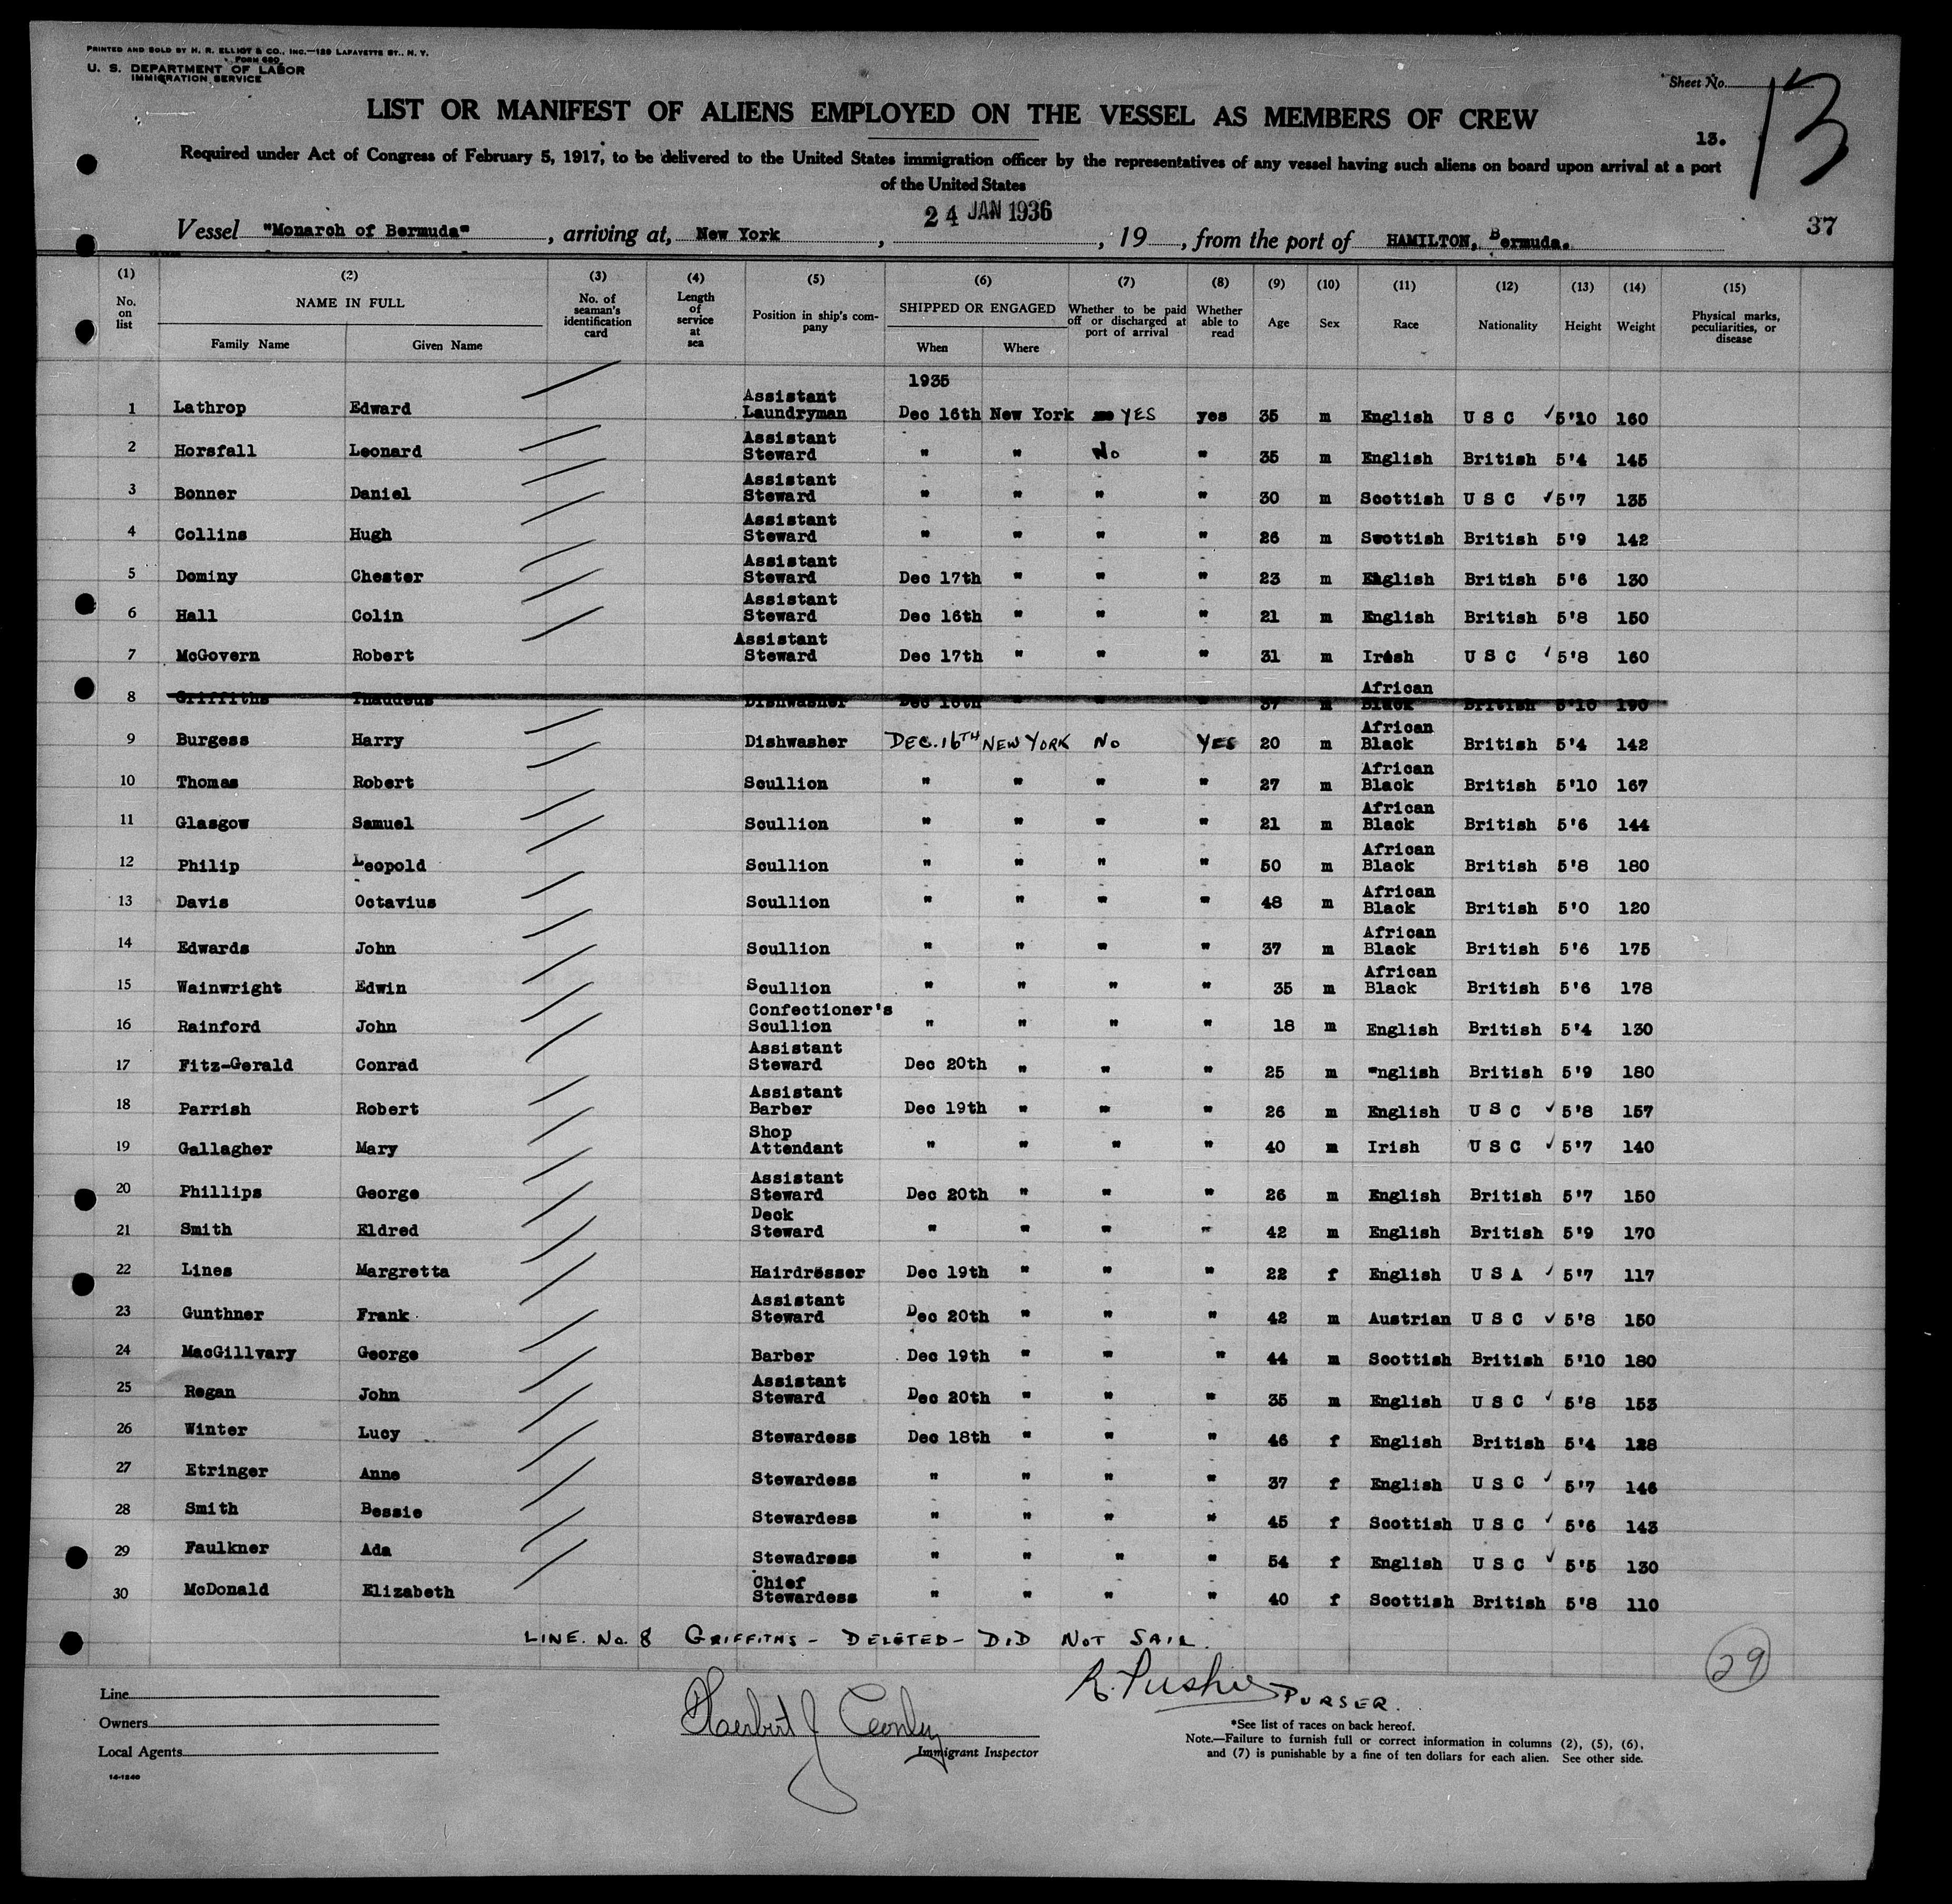 PRINTED AND SOLD BY H. R. ELLIOT & CO., INC.—129 LAFAYETTE ST., N. Y.
FORM 680
U. S. DEPARTMENT OF LABOR
IMMIGRATION SERVICE
Sheet No. 13
LIST OR MANIFEST OF ALIENS EMPLOYED ON THE VESSEL AS MEMBERS OF CREW
13.
Required under Act of Congress of February 5, 1917, to be delivered to the United States immigration officer by the representatives of any vessel having such aliens on board upon arrival at a port
of the United States
24 JAN 1936
Vessel "Monarch of Bermuda", arriving at, New York, , 19 , from the port of HAMILTON, Bermuda.
37
(1) (2) (3) (4) (5) (6) (7) (8) (9) (10) (11) (12) (13) (14) (15)
No. on list NAME IN FULL Family Name Given Name No. of seaman's identification card Length of service at sea Position in ship's company SHIPPED OR ENGAGED When Where Whether to be paid off or discharged at port of arrival Whether able to read Age Sex Race Nationality Height Weight Physical marks, peculiarities, or disease
1935
1 Lathrop Edward Assistant Laundryman Dec 16th New York YES yes 35 m English U S C ✓ 5'10 160
2 Horsfall Leonard Assistant Steward " " No " 35 m English British 5'4 145
3 Bonner Daniel Assistant Steward " " " " 30 m Scottish U S C ✓ 5'7 135
4 Collins Hugh Assistant Steward " " " " 26 m Swottish British 5'9 142
5 Dominy Chester Assistant Steward Dec 17th " " " 23 m English British 5'6 130
6 Hall Colin Assistant Steward Dec 16th " " " 21 m English British 5'8 150
7 McGovern Robert Assistant Steward Dec 17th " " " 31 m Irish U S C ✓ 5'8 160
8 Griffiths Thaddeus Dishwasher Dec 16th " " " 37 m African Black British 5'10 190
9 Burgess Harry Dishwasher DEC. 16TH NEW YORK No YES 20 m African Black British 5'4 142
10 Thomas Robert Scullion " " " " 27 m African Black British 5'10 167
11 Glasgow Samuel Scullion " " " " 21 m African Black British 5'6 144
12 Philip Leopold Scullion " " " " 50 m African Black British 5'8 180
13 Davis Octavius Scullion " " " " 48 m African Black British 5'0 120
14 Edwards John Scullion " " " " 37 m African Black British 5'6 175
15 Wainwright Edwin Scullion " " " " 35 m African Black British 5'6 178
16 Rainford John Confectioner's Scullion " " " " 18 m English British 5'4 130
17 Fitz-Gerald Conrad Assistant Steward Dec 20th " " " 25 m "nglish British 5'9 180
18 Parrish Robert Assistant Barber Dec 19th " " " 26 m English U S C ✓ 5'8 157
19 Gallagher Mary Shop Attendant " " " " 40 m Irish U S C ✓ 5'7 140
20 Phillips George Assistant Steward Dec 20th " " " 26 m English British 5'7 150
21 Smith Eldred Deck Steward " " " " 42 m English British 5'9 170
22 Lines Margretta Hairdresser Dec 19th " " " 22 f English U S A ✓ 5'7 117
23 Gunthner Frank Assistant Steward Dec 20th " " " 42 m Austrian U S C ✓ 5'8 150
24 MacGillvary George Barber Dec 19th " " " 44 m Scottish British 5'10 180
25 Regan John Assistant Steward Dec 20th " " " 35 m English U S C ✓ 5'8 153
26 Winter Lucy Stewardess Dec 18th " " " 46 f English British 5'4 128
27 Etringer Anne Stewardess " " " " 37 f English U S C ✓ 5'7 146
28 Smith Bessie Stewardess " " " " 45 f Scottish U S C ✓ 5'6 143
29 Faulkner Ada Stewadress " " " " 54 f English U S C ✓ 5'5 130
30 McDonald Elizabeth Chief Stewardess " " " " 40 f Scottish British 5'8 110
LINE. No. 8 GRIFFITHS - DELETED - DID NOT SAIL.
29
Line
Owners
Local Agents
14-1240
Herbert J Conley
Immigrant Inspector
PURSER.
*See list of races on back hereof.
Note.—Failure to furnish full or correct information in columns (2), (5), (6),
and (7) is punishable by a fine of ten dollars for each alien. See other side.